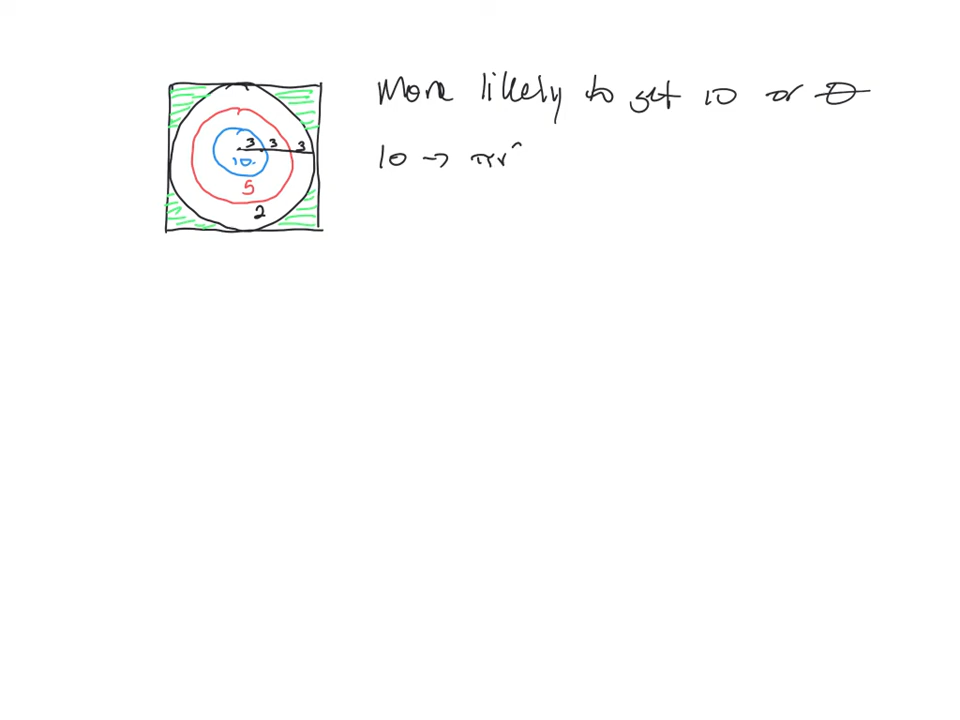 More likely to get 10 or 0
3 3 3
10
10 → πr²
5
2